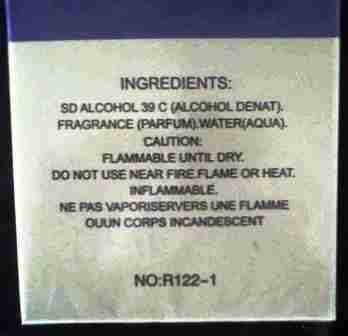 INGREDIENTS:
SD ALCOHOL 39 C (ALCOHOL DENAT).
FRAGRANCE (PARFUM),WATER(AQUA).
CAUTION:
FLAMMABLE UNTIL DRY.
DO NOT USE NEAR FIRE.FLAME OR HEAT.
INFLAMMABLE.
NE PAS VAPORISERVERS UNE FLAMME
OUUN CORPS INCANDESCENT
NO:R122-1